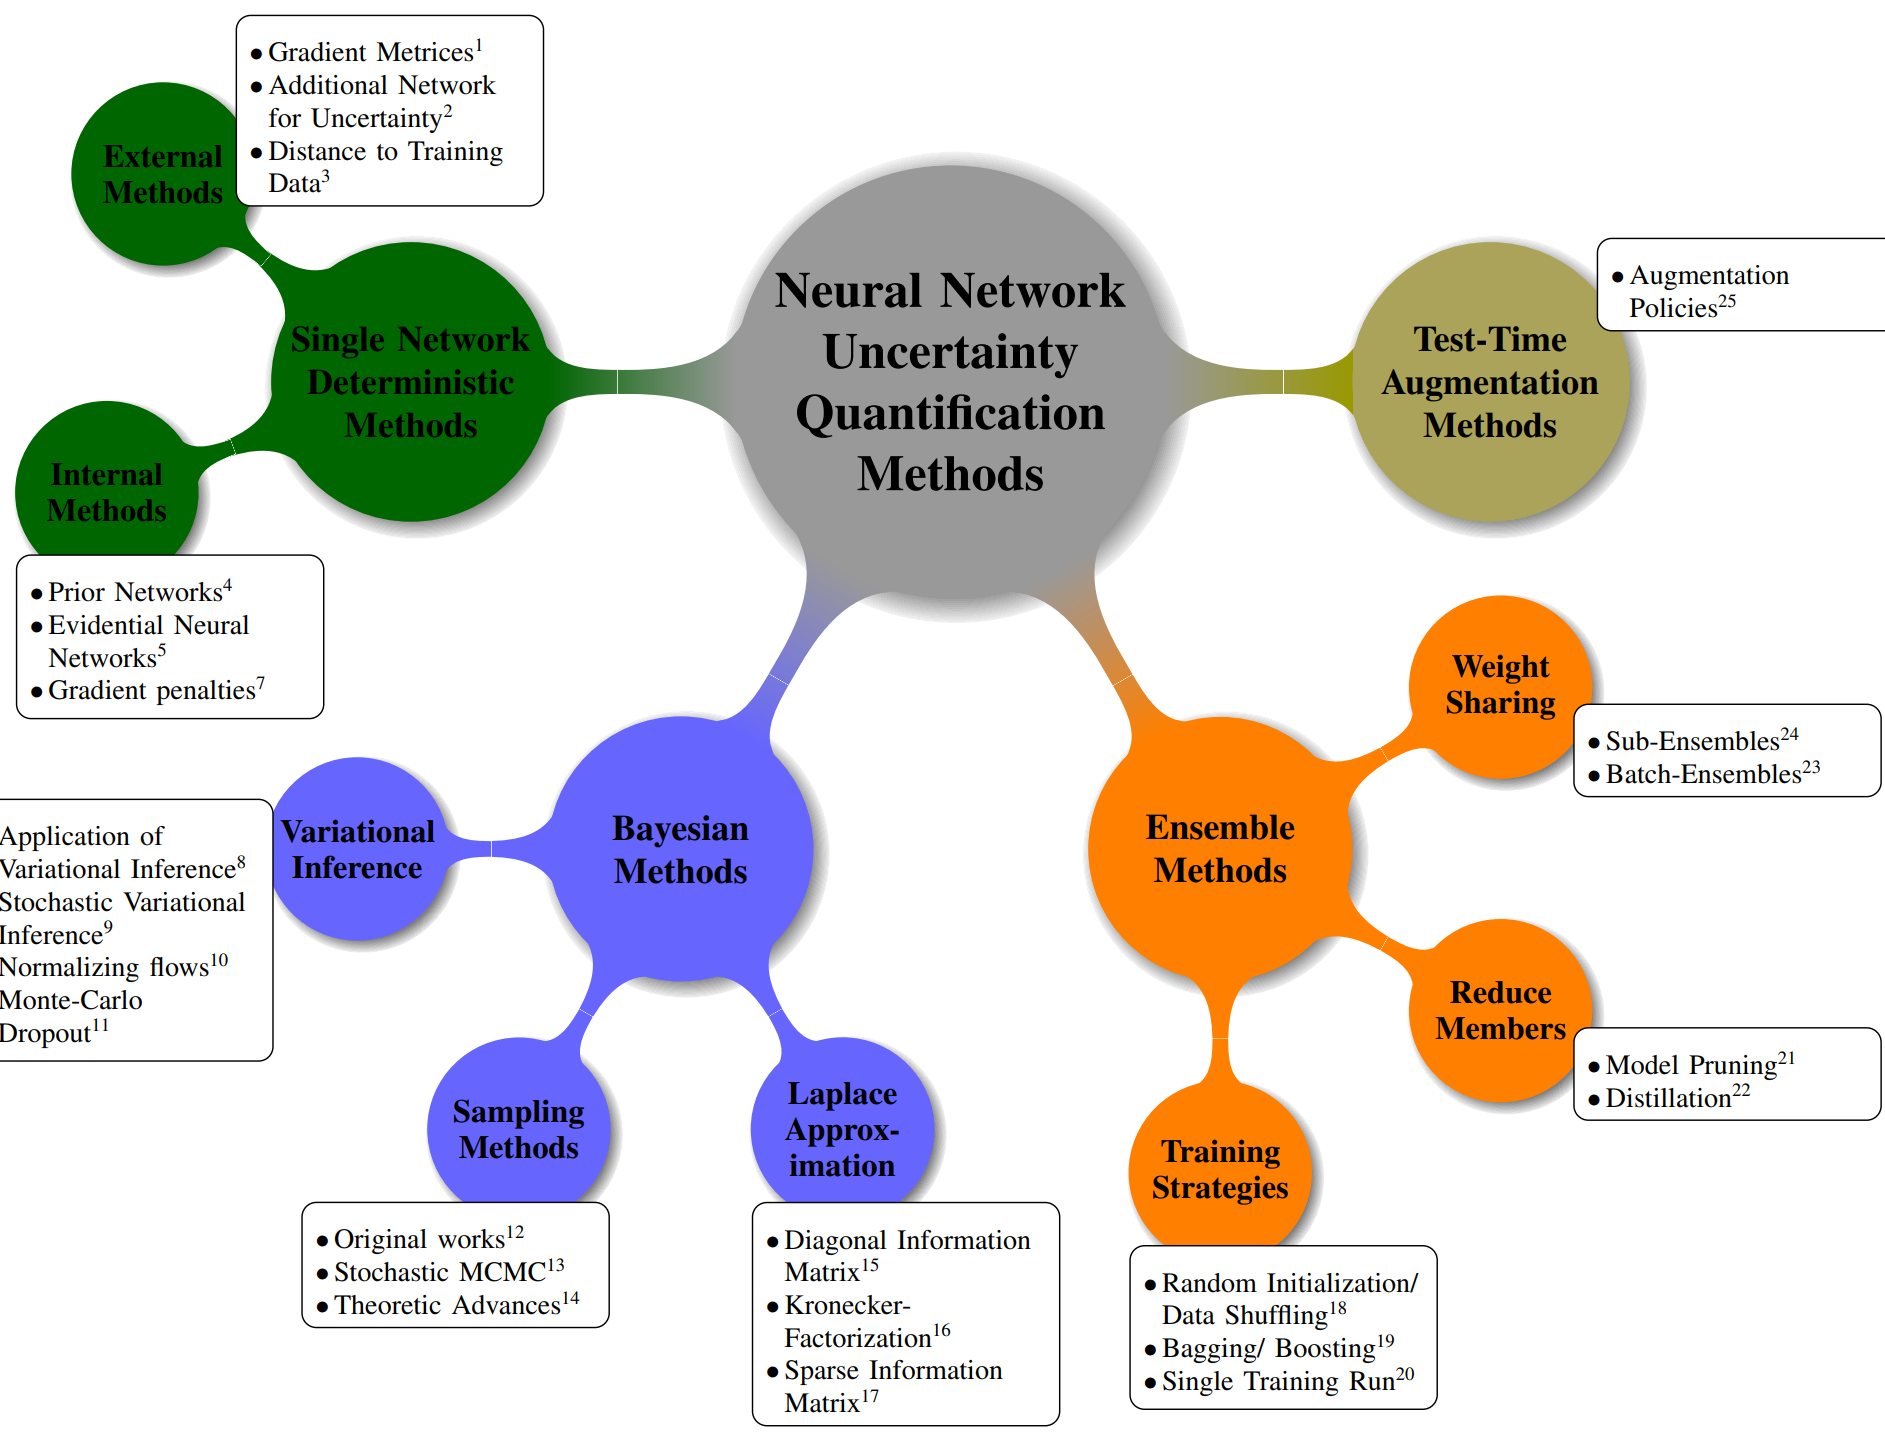 • Gradient Metrices¹
• Additional Network
for Uncertainty²
• Distance to Training
Data³
External
Methods
Single Network
Deterministic
Methods
Internal
Methods
• Prior Networks⁴
• Evidential Neural
Networks⁵
• Gradient penalties⁷
Neural Network
Uncertainty
Quantification
Methods
Test-Time
Augmentation
Methods
• Augmentation
Policies²⁵
Variational
Inference
Application of
Variational Inference⁸
Stochastic Variational
Inference⁹
Normalizing flows¹⁰
Monte-Carlo
Dropout¹¹
Bayesian
Methods
Sampling
Methods
• Original works¹²
• Stochastic MCMC¹³
• Theoretic Advances¹⁴
Laplace
Approx-
imation
• Diagonal Information
Matrix¹⁵
• Kronecker-
Factorization¹⁶
• Sparse Information
Matrix¹⁷
Ensemble
Methods
Weight
Sharing
• Sub-Ensembles²⁴
• Batch-Ensembles²³
Reduce
Members
• Model Pruning²¹
• Distillation²²
Training
Strategies
• Random Initialization/
Data Shuffling¹⁸
• Bagging/ Boosting¹⁹
• Single Training Run²⁰